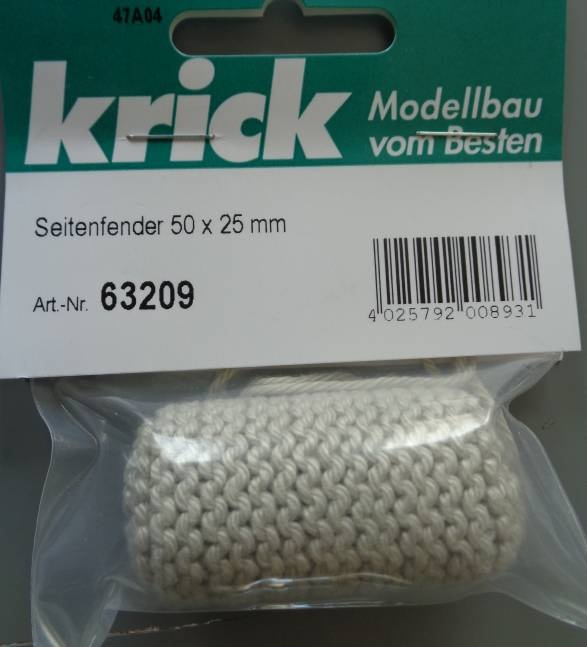 47A04
krick
Modellbau
vom Besten
Seitenfender 50 x 25 mm
Art.-Nr. 63209
4 025792 008931